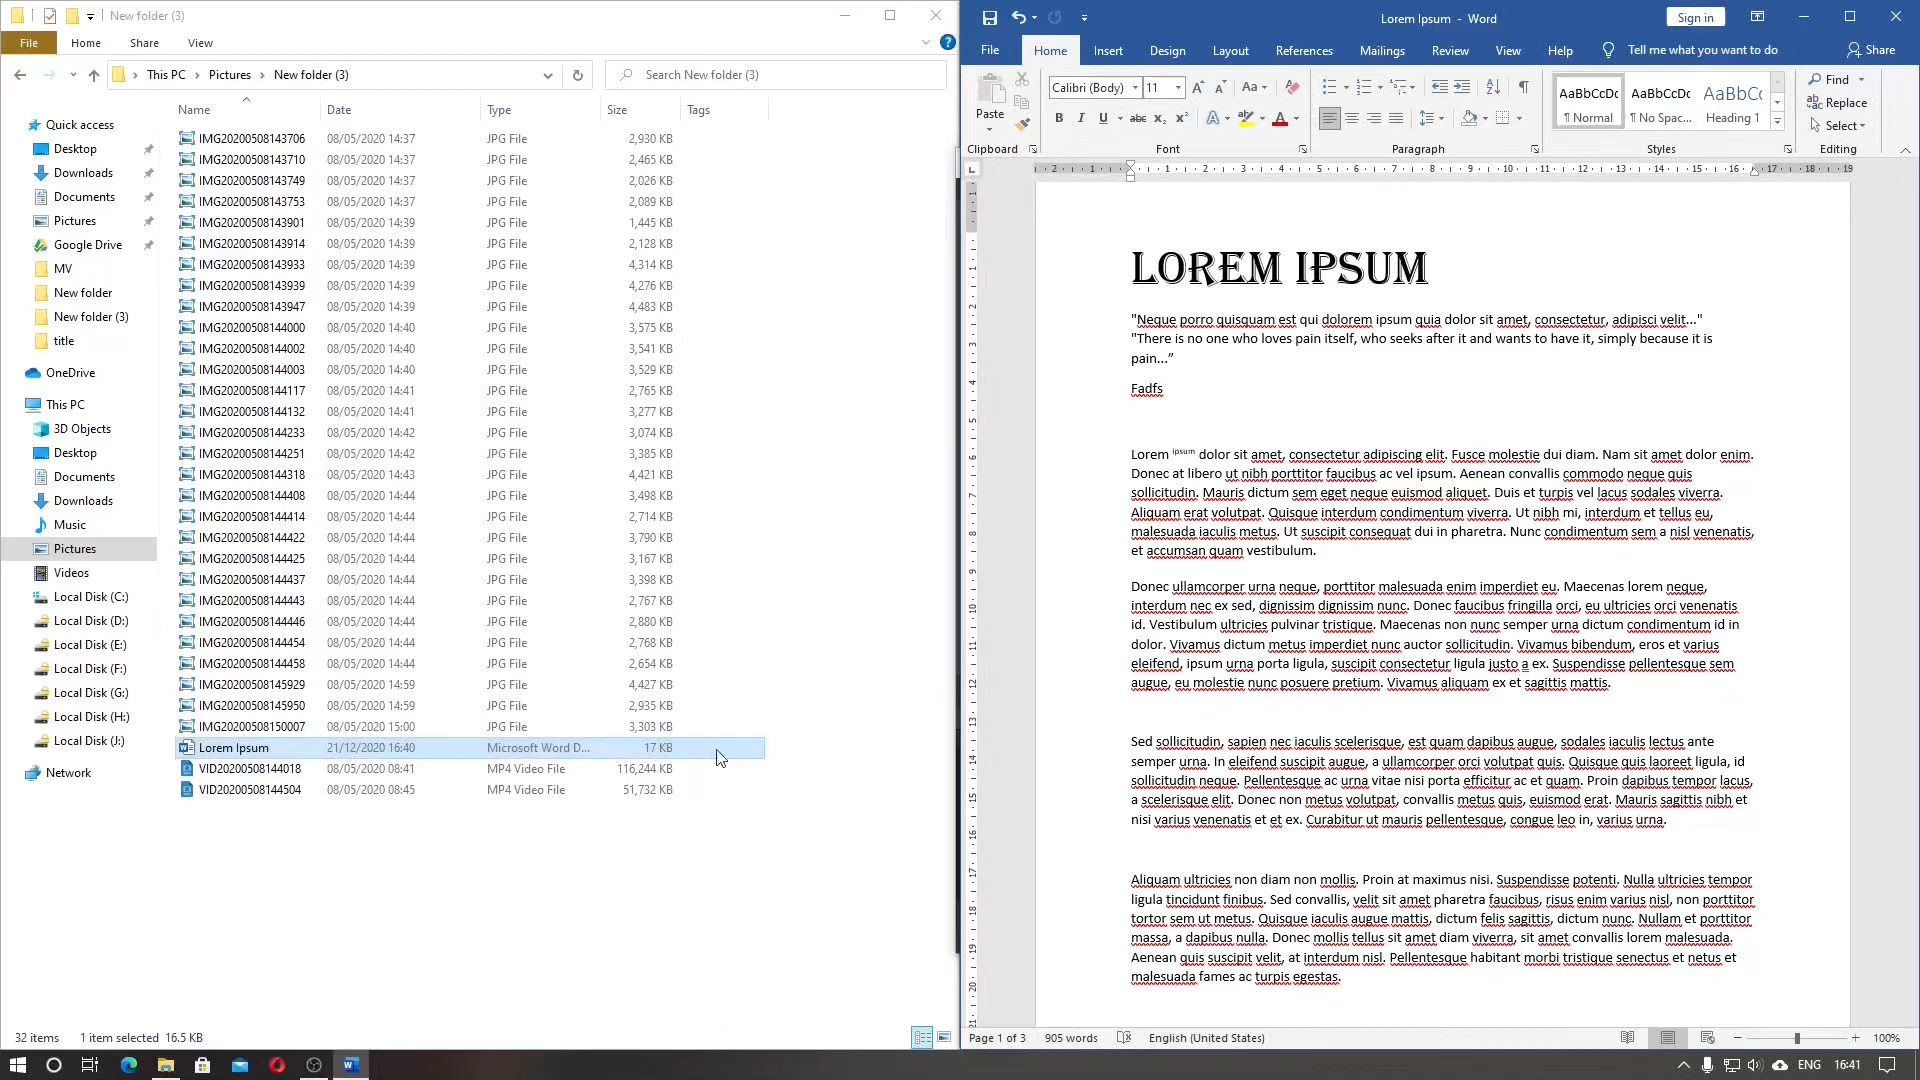 New folder (3)
File Home Share View
This PC > Pictures > New folder (3)
Search New folder (3)
Name Date Type Size Tags
Quick access
Desktop
Downloads
Documents
Pictures
Google Drive
MV
New folder
New folder (3)
title
OneDrive
This PC
3D Objects
Desktop
Documents
Downloads
Music
Pictures
Videos
Local Disk (C:)
Local Disk (D:)
Local Disk (E:)
Local Disk (F:)
Local Disk (G:)
Local Disk (H:)
Local Disk (J:)
Network
IMG20200508143706 08/05/2020 14:37 JPG File 2,930 KB
IMG20200508143710 08/05/2020 14:37 JPG File 2,465 KB
IMG20200508143749 08/05/2020 14:37 JPG File 2,026 KB
IMG20200508143753 08/05/2020 14:37 JPG File 2,089 KB
IMG20200508143901 08/05/2020 14:39 JPG File 1,445 KB
IMG20200508143914 08/05/2020 14:39 JPG File 2,128 KB
IMG20200508143933 08/05/2020 14:39 JPG File 4,314 KB
IMG20200508143939 08/05/2020 14:39 JPG File 4,276 KB
IMG20200508143947 08/05/2020 14:39 JPG File 4,483 KB
IMG20200508144000 08/05/2020 14:40 JPG File 3,575 KB
IMG20200508144002 08/05/2020 14:40 JPG File 3,541 KB
IMG20200508144003 08/05/2020 14:40 JPG File 3,529 KB
IMG20200508144117 08/05/2020 14:41 JPG File 2,765 KB
IMG20200508144132 08/05/2020 14:41 JPG File 3,277 KB
IMG20200508144233 08/05/2020 14:42 JPG File 3,074 KB
IMG20200508144251 08/05/2020 14:42 JPG File 3,385 KB
IMG20200508144318 08/05/2020 14:43 JPG File 4,421 KB
IMG20200508144408 08/05/2020 14:44 JPG File 3,498 KB
IMG20200508144414 08/05/2020 14:44 JPG File 2,714 KB
IMG20200508144422 08/05/2020 14:44 JPG File 3,790 KB
IMG20200508144425 08/05/2020 14:44 JPG File 3,167 KB
IMG20200508144437 08/05/2020 14:44 JPG File 3,398 KB
IMG20200508144443 08/05/2020 14:44 JPG File 2,767 KB
IMG20200508144446 08/05/2020 14:44 JPG File 2,880 KB
IMG20200508144454 08/05/2020 14:44 JPG File 2,768 KB
IMG20200508144458 08/05/2020 14:44 JPG File 2,654 KB
IMG20200508145929 08/05/2020 14:59 JPG File 4,427 KB
IMG20200508145950 08/05/2020 14:59 JPG File 2,935 KB
IMG20200508150007 08/05/2020 15:00 JPG File 3,303 KB
Lorem Ipsum 21/12/2020 16:40 Microsoft Word D... 17 KB
VID20200508144018 08/05/2020 08:41 MP4 Video File 116,244 KB
VID20200508144504 08/05/2020 08:45 MP4 Video File 51,732 KB
32 items 1 item selected 16.5 KB
Lorem Ipsum - Word
Sign in
File Home Insert Design Layout References Mailings Review View Help Tell me what you want to do Share
Paste
Calibri (Body) 11
AaBbCcDc AaBbCcDc AaBbCc
¶ Normal ¶ No Spac... Heading 1
Find
Replace
Select
Clipboard Font Paragraph Styles Editing
2 1 1 2 3 4 5 6 7 8 9 10 11 12 13 14 15 16 17 18 19
LOREM IPSUM
"Neque porro quisquam est qui dolorem ipsum quia dolor sit amet, consectetur, adipisci velit..."
"There is no one who loves pain itself, who seeks after it and wants to have it, simply because it is
pain..."
Fadfs
Lorem ipsum dolor sit amet, consectetur adipiscing elit. Fusce molestie dui diam. Nam sit amet dolor enim.
Donec at libero ut nibh porttitor faucibus ac vel ipsum. Aenean convallis commodo neque quis
sollicitudin. Mauris dictum sem eget neque euismod aliquet. Duis et turpis vel lacus sodales viverra.
Aliquam erat volutpat. Quisque interdum condimentum viverra. Ut nibh mi, interdum et tellus eu,
malesuada iaculis metus. Ut suscipit consequat dui in pharetra. Nunc condimentum sem a nisl venenatis,
et accumsan quam vestibulum.
Donec ullamcorper urna neque, porttitor malesuada enim imperdiet eu. Maecenas lorem neque,
interdum nec ex sed, dignissim dignissim nunc. Donec faucibus fringilla orci, eu ultricies orci venenatis
id. Vestibulum ultricies pulvinar tristique. Maecenas non nunc semper urna dictum condimentum id in
dolor. Vivamus dictum metus imperdiet nunc auctor sollicitudin. Vivamus bibendum, eros et varius
eleifend, ipsum urna porta ligula, suscipit consectetur ligula justo a ex. Suspendisse pellentesque sem
augue, eu molestie nunc posuere pretium. Vivamus aliquam ex et sagittis mattis.
Sed sollicitudin, sapien nec iaculis scelerisque, est quam dapibus augue, sodales iaculis lectus ante
semper urna. In eleifend suscipit augue, a ullamcorper orci volutpat quis. Quisque quis laoreet ligula, id
sollicitudin neque. Pellentesque ac urna vitae nisi porta efficitur ac et quam. Proin dapibus tempor lacus,
a scelerisque elit. Donec non metus volutpat, convallis metus quis, euismod erat. Mauris sagittis nibh et
nisi varius venenatis et et ex. Curabitur ut mauris pellentesque, congue leo in, varius urna.
Aliquam ultricies non diam non mollis. Proin at maximus nisi. Suspendisse potenti. Nulla ultricies tempor
ligula tincidunt finibus. Sed convallis, velit sit amet pharetra faucibus, risus enim varius nisl, non porttitor
tortor sem ut metus. Quisque iaculis augue mattis, dictum felis sagittis, dictum nunc. Nullam et porttitor
massa, a dapibus nulla. Donec mollis tellus sit amet diam viverra, sit amet convallis lorem malesuada.
Aenean quis suscipit velit, at interdum nisl. Pellentesque habitant morbi tristique senectus et netus et
malesuada fames ac turpis egestas.
Page 1 of 3 905 words English (United States) 100%
ENG 16:41